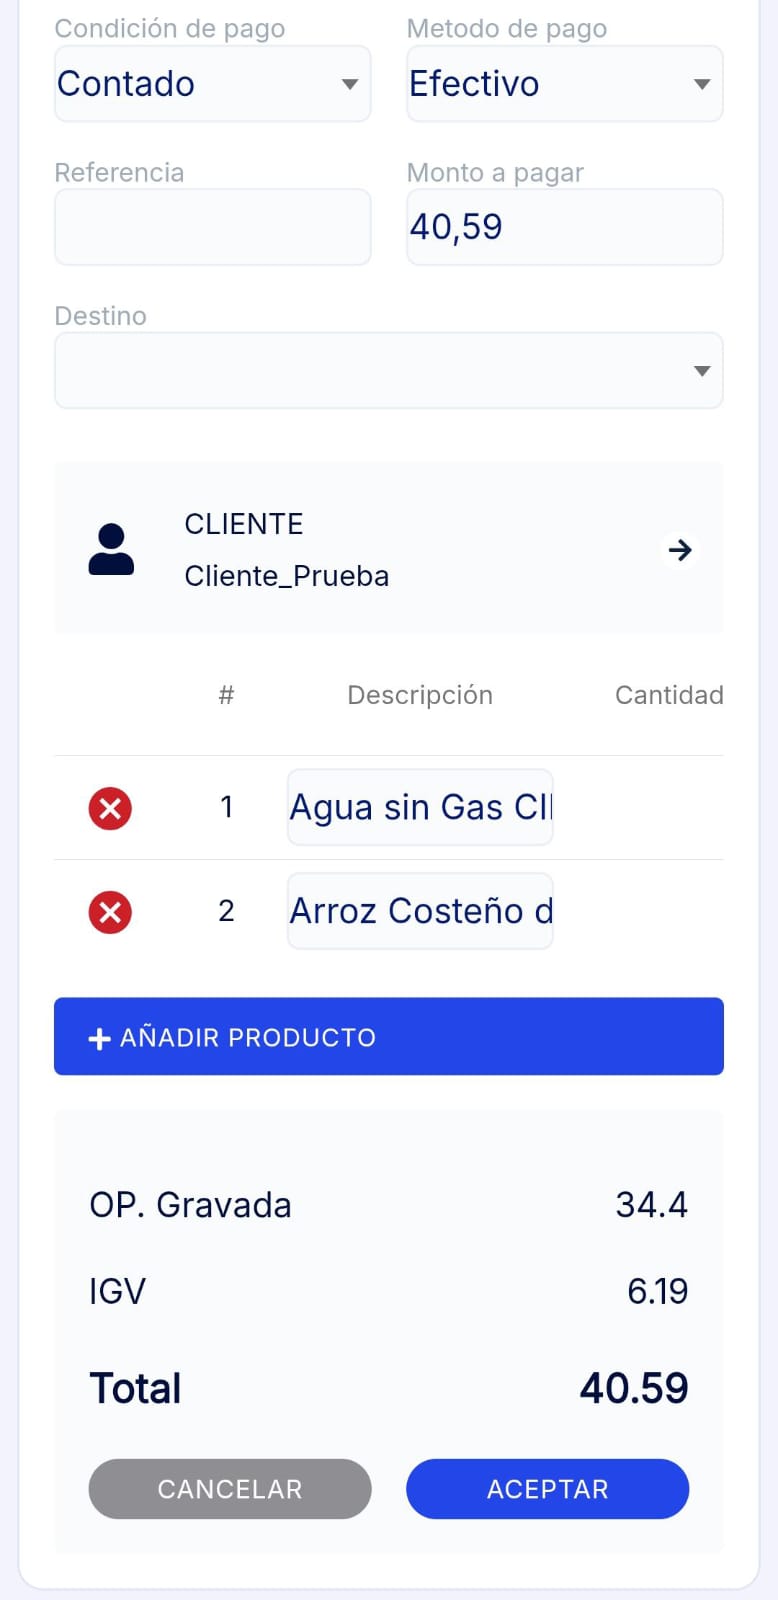 Condición de pago Metodo de pago
Contado Efectivo
Referencia Monto a pagar
40,59
Destino
CLIENTE
Cliente_Prueba
# Descripción Cantidad
1 Agua sin Gas
2 Arroz Costeño d
+ AÑADIR PRODUCTO
OP. Gravada 34.4
IGV 6.19
Total 40.59
CANCELAR ACEPTAR